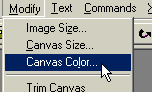 Modify Text Commands
Image Size...
Canvas Size...
Canvas Color...
Trim Canvas